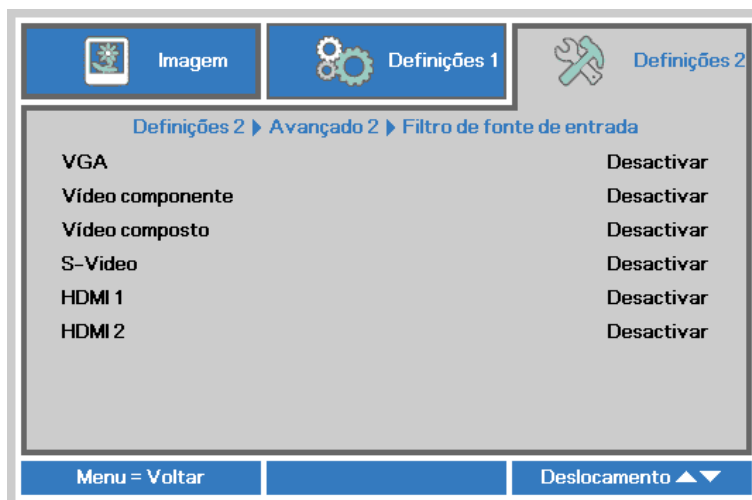 Imagem
Definições 1
Definições 2
Definições 2 ▶ Avançado 2 ▶ Filtro de fonte de entrada
VGA Desactivar
Vídeo componente Desactivar
Vídeo composto Desactivar
S-Video Desactivar
HDMI 1 Desactivar
HDMI 2 Desactivar
Menu = Voltar
Deslocamento ▲▼